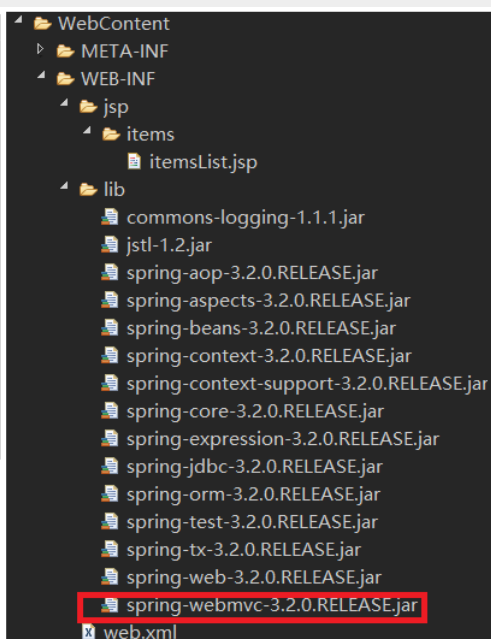 WebContent
META-INF
WEB-INF
jsp
items
itemsList.jsp
lib
commons-logging-1.1.1.jar
jstl-1.2.jar
spring-aop-3.2.0.RELEASE.jar
spring-aspects-3.2.0.RELEASE.jar
spring-beans-3.2.0.RELEASE.jar
spring-context-3.2.0.RELEASE.jar
spring-context-support-3.2.0.RELEASE.jar
spring-core-3.2.0.RELEASE.jar
spring-expression-3.2.0.RELEASE.jar
spring-jdbc-3.2.0.RELEASE.jar
spring-orm-3.2.0.RELEASE.jar
spring-test-3.2.0.RELEASE.jar
spring-tx-3.2.0.RELEASE.jar
spring-web-3.2.0.RELEASE.jar
spring-webmvc-3.2.0.RELEASE.jar
web.xml